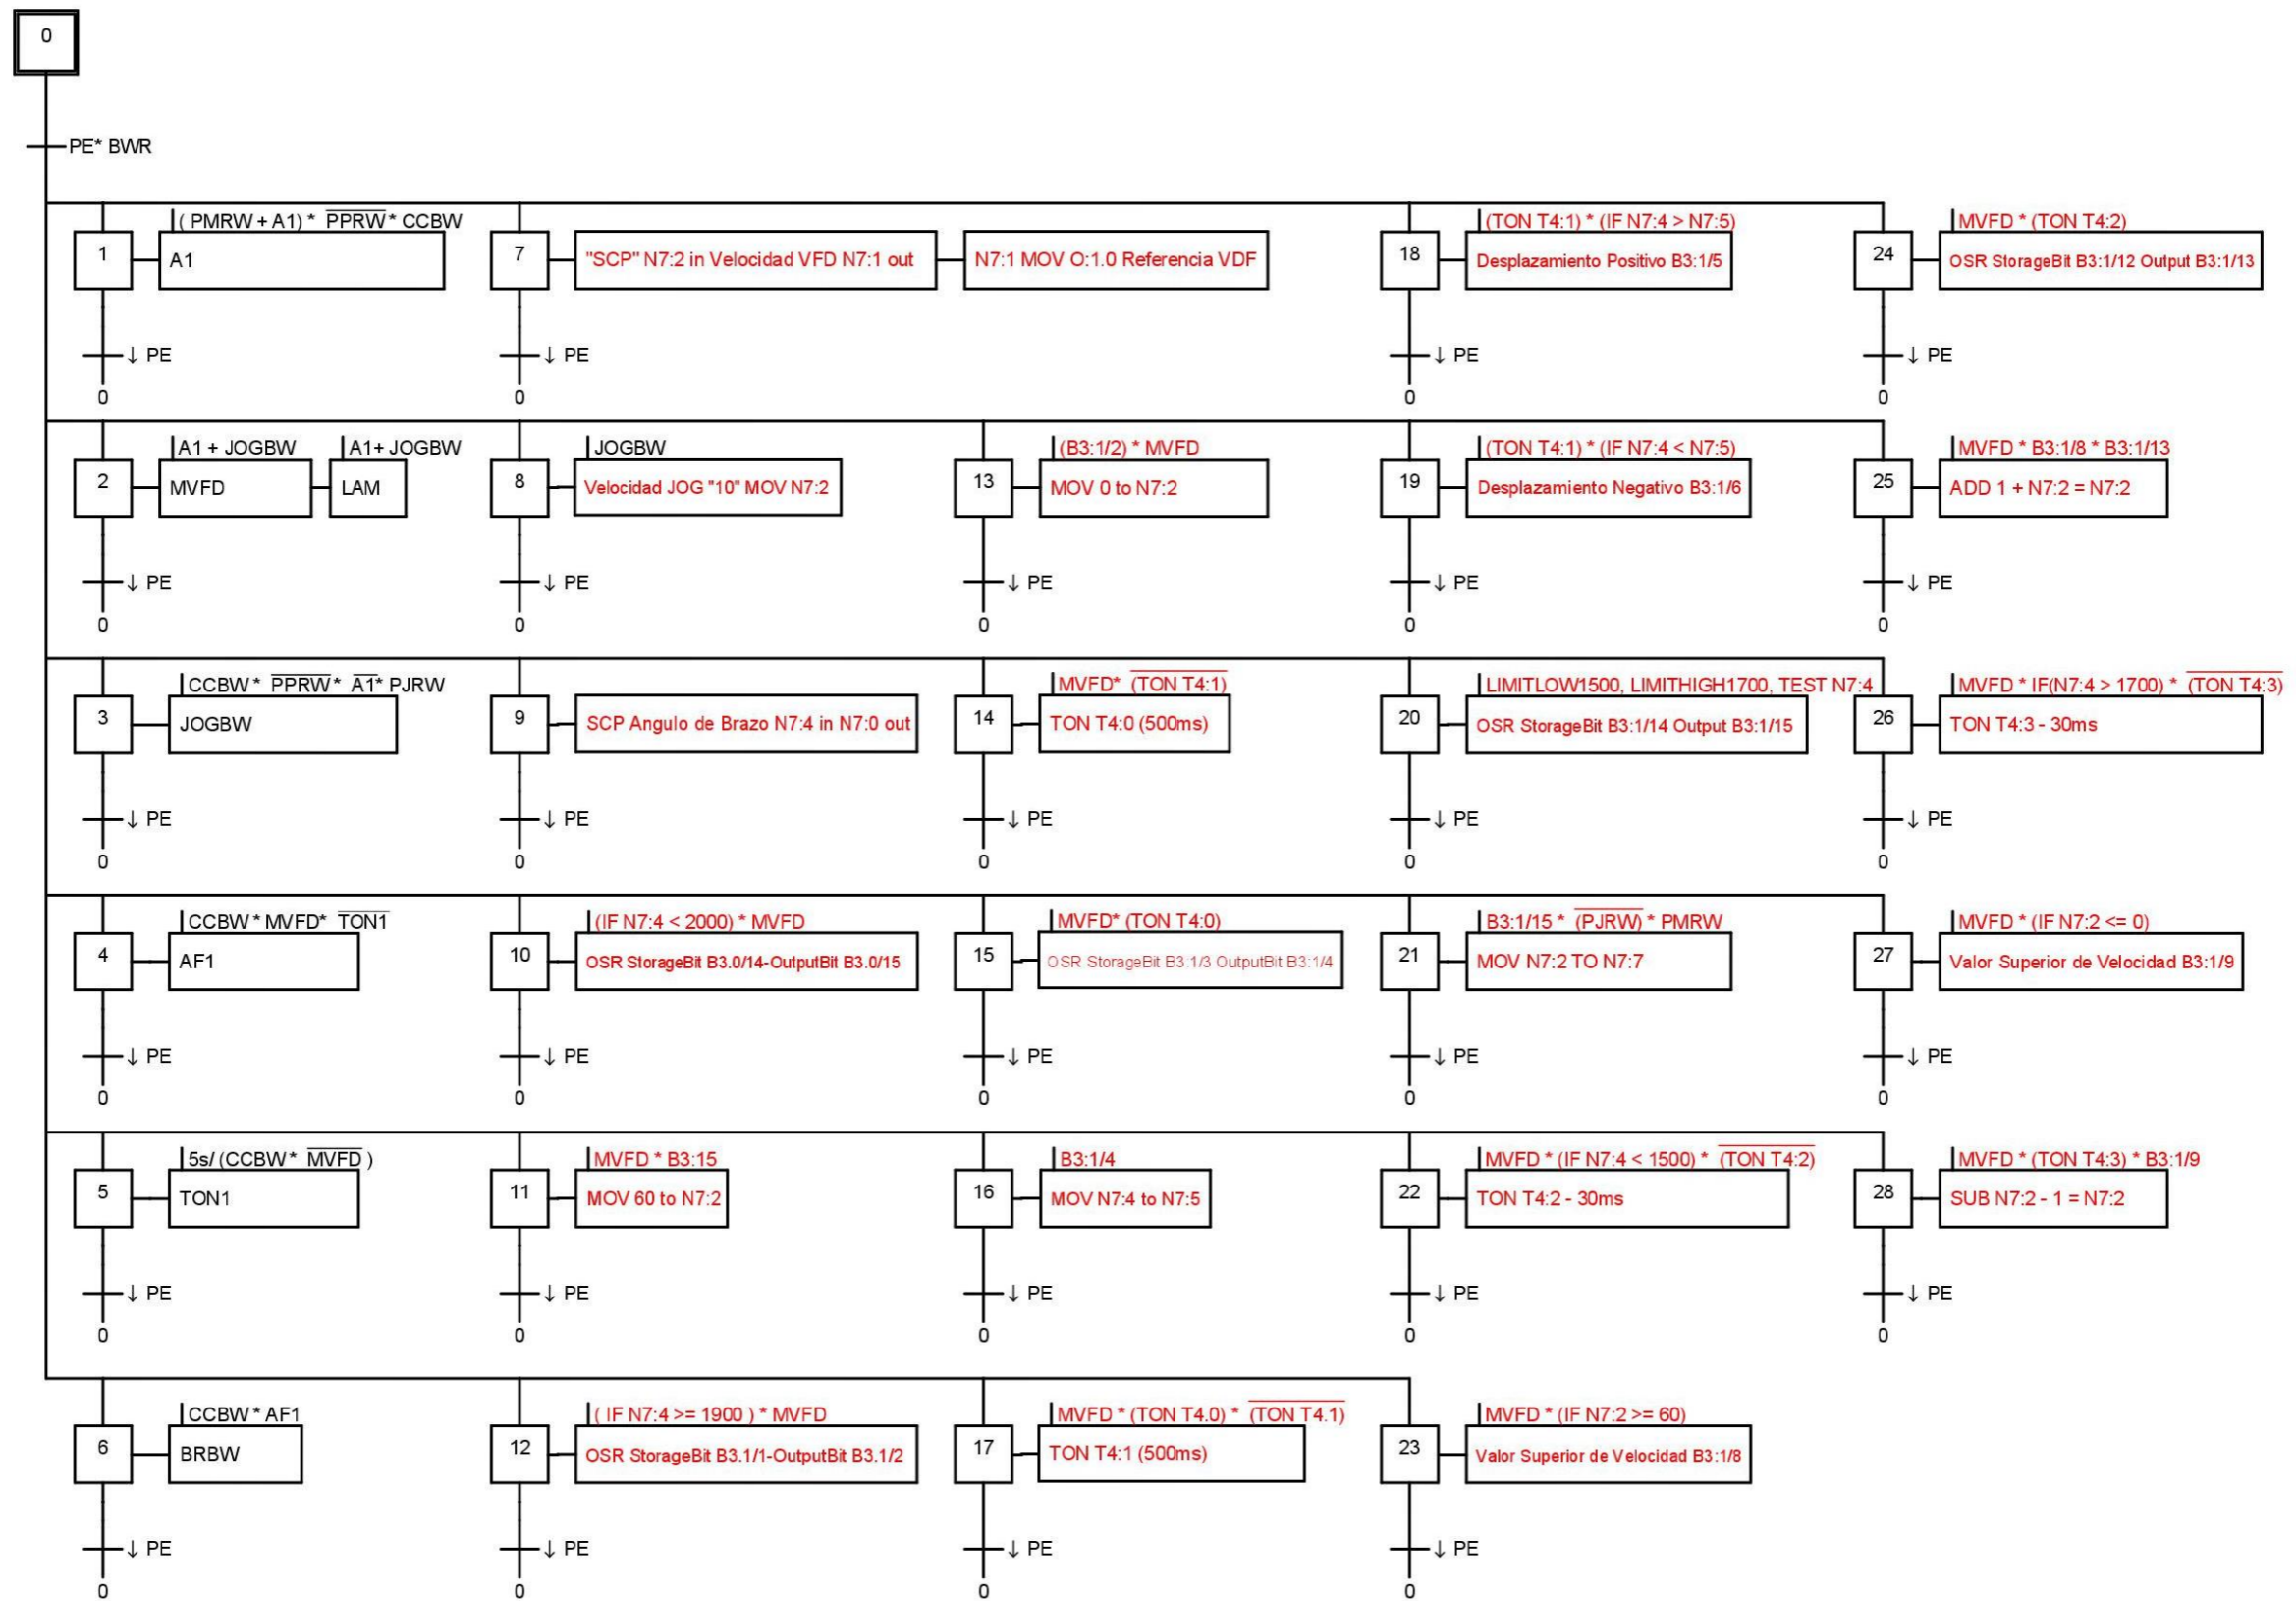 0
PE* BWR
( PMRW + A1) * P̅P̅R̅W̅ * CCBW
1
A1
↓ PE
0
7
"SCP" N7:2 in Velocidad VFD N7:1 out
N7:1 MOV O:1.0 Referencia VDF
↓ PE
0
(TON T4:1) * (IF N7:4 > N7:5)
18
Desplazamiento Positivo B3:1/5
↓ PE
0
MVFD * (TON T4:2)
24
OSR StorageBit B3:1/12 Output B3:1/13
↓ PE
0
A1 + JOGBW
A1+ JOGBW
2
MVFD
LAM
↓ PE
0
JOGBW
8
Velocidad JOG "10" MOV N7:2
↓ PE
0
(B3:1/2) * MVFD
13
MOV 0 to N7:2
↓ PE
0
(TON T4:1) * (IF N7:4 < N7:5)
19
Desplazamiento Negativo B3:1/6
↓ PE
0
MVFD * B3:1/8 * B3:1/13
25
ADD 1 + N7:2 = N7:2
↓ PE
0
CCBW * P̅P̅R̅W̅ * A̅1̅* PJRW
3
JOGBW
↓ PE
0
9
SCP Angulo de Brazo N7:4 in N7:0 out
↓ PE
0
MVFD* (̅T̅O̅N̅ ̅T̅4̅:̅1̅)̅
14
TON T4:0 (500ms)
↓ PE
0
LIMITLOW1500, LIMITHIGH1700, TEST N7:4
20
OSR StorageBit B3:1/14 Output B3:1/15
↓ PE
0
MVFD * IF(N7:4 > 1700) * (̅T̅O̅N̅ ̅T̅4̅:̅3̅)̅
26
TON T4:3 - 30ms
↓ PE
0
CCBW * MVFD* T̅O̅N̅1̅
4
AF1
↓ PE
0
(IF N7:4 < 2000) * MVFD
10
OSR StorageBit B3.0/14-OutputBit B3.0/15
↓ PE
0
MVFD* (TON T4:0)
15
OSR StorageBit B3:1/3 OutputBit B3:1/4
↓ PE
0
B3:1/15 * (̅P̅J̅R̅W̅)̅ * PMRW
21
MOV N7:2 TO N7:7
↓ PE
0
MVFD * (IF N7:2 <= 0)
27
Valor Superior de Velocidad B3:1/9
↓ PE
0
5s/ (CCBW * M̅V̅F̅D̅ )
5
TON1
↓ PE
0
MVFD * B3:15
11
MOV 60 to N7:2
↓ PE
0
B3:1/4
16
MOV N7:4 to N7:5
↓ PE
0
MVFD * (IF N7:4 < 1500) * (̅T̅O̅N̅ ̅T̅4̅:̅2̅)̅
22
TON T4:2 - 30ms
↓ PE
0
MVFD * (TON T4:3) * B3:1/9
28
SUB N7:2 - 1 = N7:2
↓ PE
0
CCBW * AF1
6
BRBW
↓ PE
0
( IF N7:4 >= 1900 ) * MVFD
12
OSR StorageBit B3.1/1-OutputBit B3.1/2
↓ PE
0
MVFD * (TON T4.0) * (̅T̅O̅N̅ ̅T̅4̅.̅1̅)̅
17
TON T4:1 (500ms)
↓ PE
0
MVFD * (IF N7:2 >= 60)
23
Valor Superior de Velocidad B3:1/8
↓ PE
0